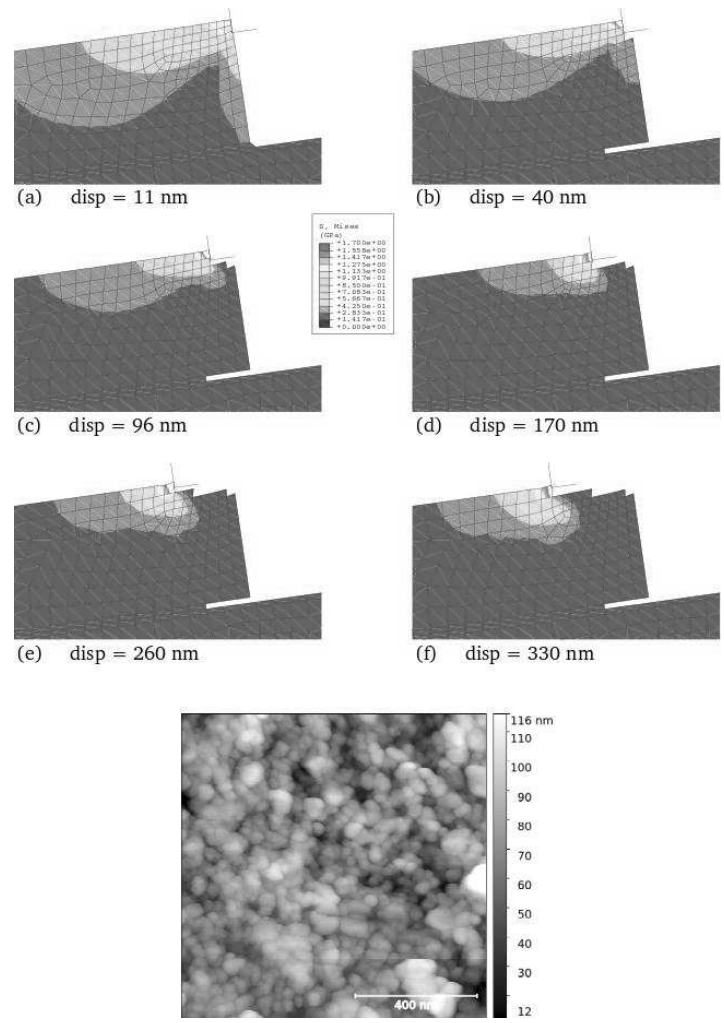 (a) disp = 11 nm
(b) disp = 40 nm
S, Mises
(GPa)
+1.700e+00
+1.558e+00
+1.417e+00
+1.275e+00
+1.133e+00
+9.917e-01
+8.500e-01
+7.083e-01
+5.667e-01
+4.250e-01
+2.833e-01
+1.417e-01
+0.000e+00
(c) disp = 96 nm
(d) disp = 170 nm
(e) disp = 260 nm
(f) disp = 330 nm
116 nm
110
100
90
80
70
60
50
40
30
12
400 nm